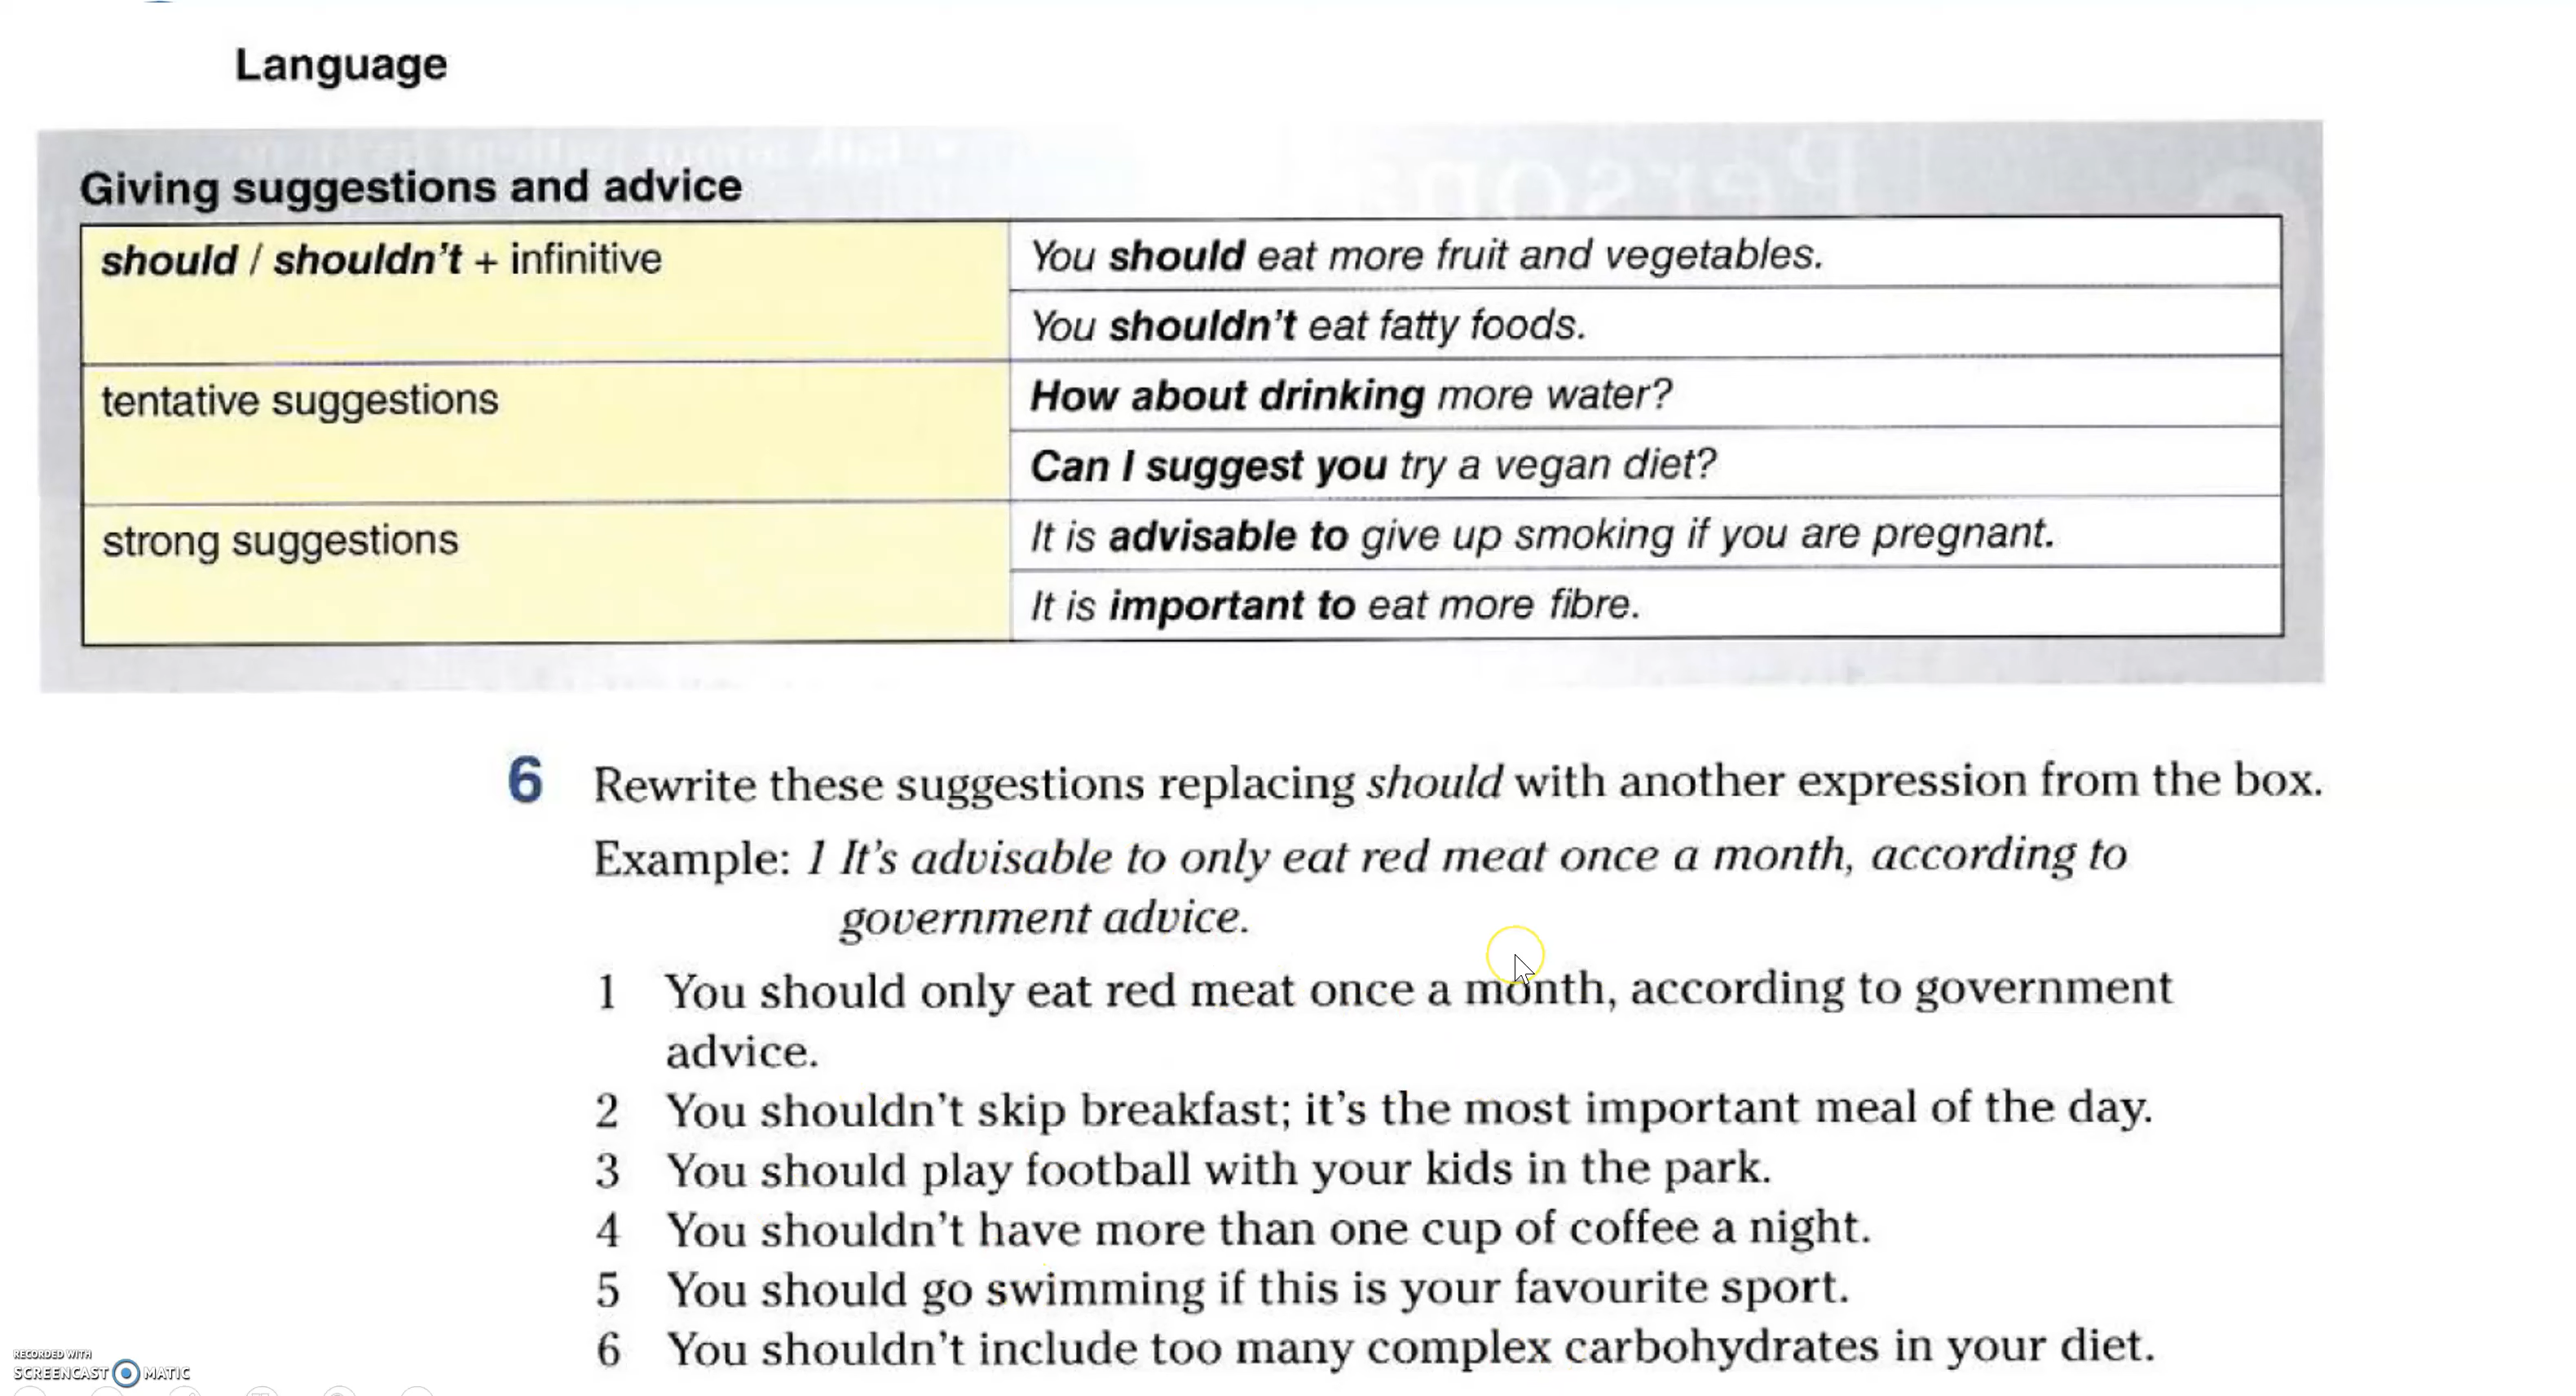 Language
Giving suggestions and advice
should / shouldn't + infinitive
You should eat more fruit and vegetables.
You shouldn't eat fatty foods.
tentative suggestions
How about drinking more water?
Can I suggest you try a vegan diet?
strong suggestions
It is advisable to give up smoking if you are pregnant.
It is important to eat more fibre.
6 Rewrite these suggestions replacing should with another expression from the box.
Example: 1 It's advisable to only eat red meat once a month, according to
government advice.
1 You should only eat red meat once a month, according to government
advice.
2 You shouldn't skip breakfast; it's the most important meal of the day.
3 You should play football with your kids in the park.
4 You shouldn't have more than one cup of coffee a night.
5 You should go swimming if this is your favourite sport.
6 You shouldn't include too many complex carbohydrates in your diet.
RECORDED WITH
SCREENCAST MATIC